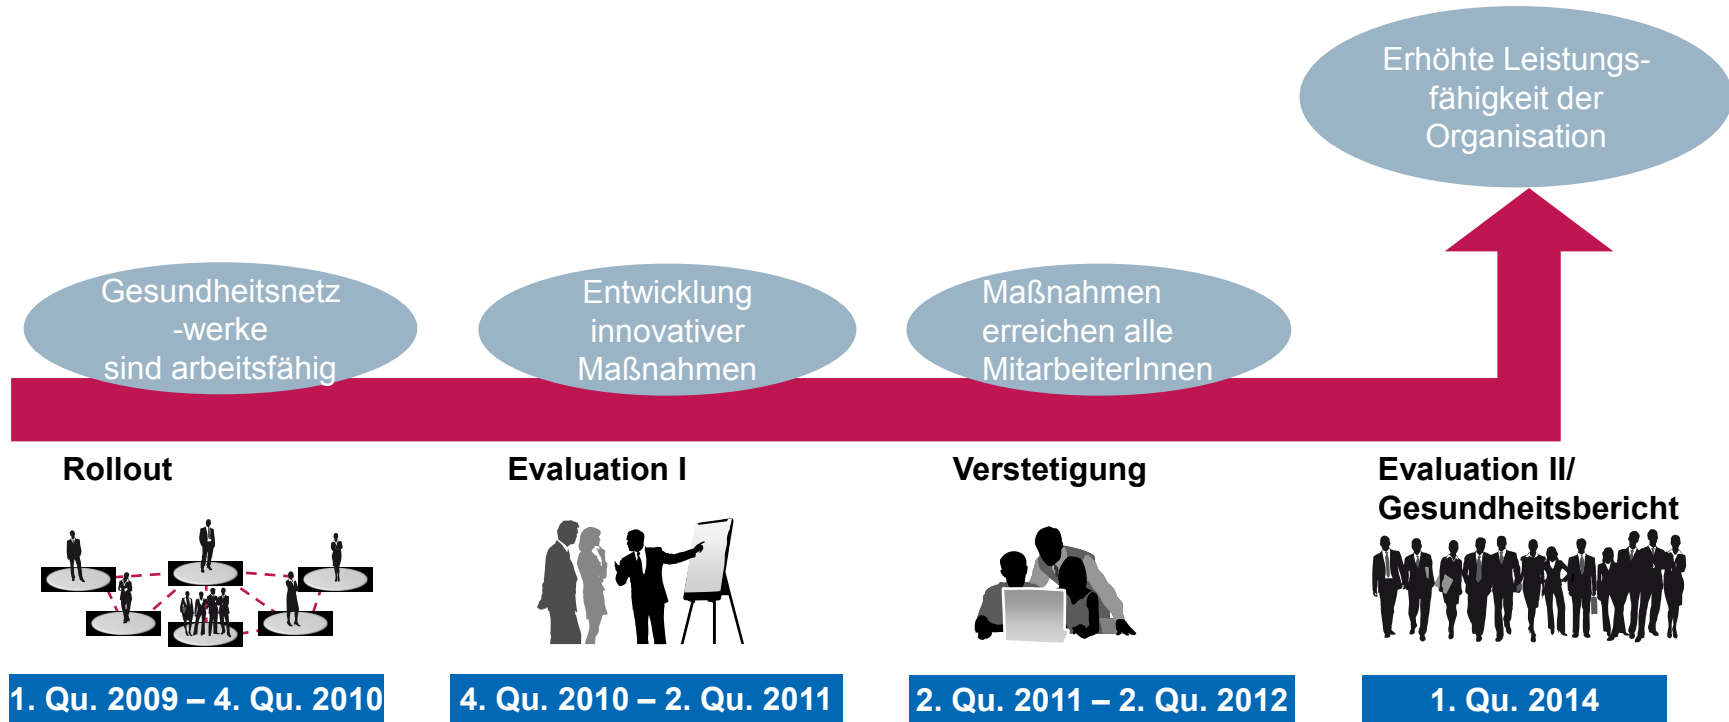 Erhöhte Leistungs-
fähigkeit der
Organisation
Gesundheitsnetz
-werke
sind arbeitsfähig
Entwicklung
innovativer
Maßnahmen
Maßnahmen
erreichen alle
MitarbeiterInnen
Rollout
Evaluation I
Verstetigung
Evaluation II/
Gesundheitsbericht
1. Qu. 2009 – 4. Qu. 2010
4. Qu. 2010 – 2. Qu. 2011
2. Qu. 2011 – 2. Qu. 2012
1. Qu. 2014